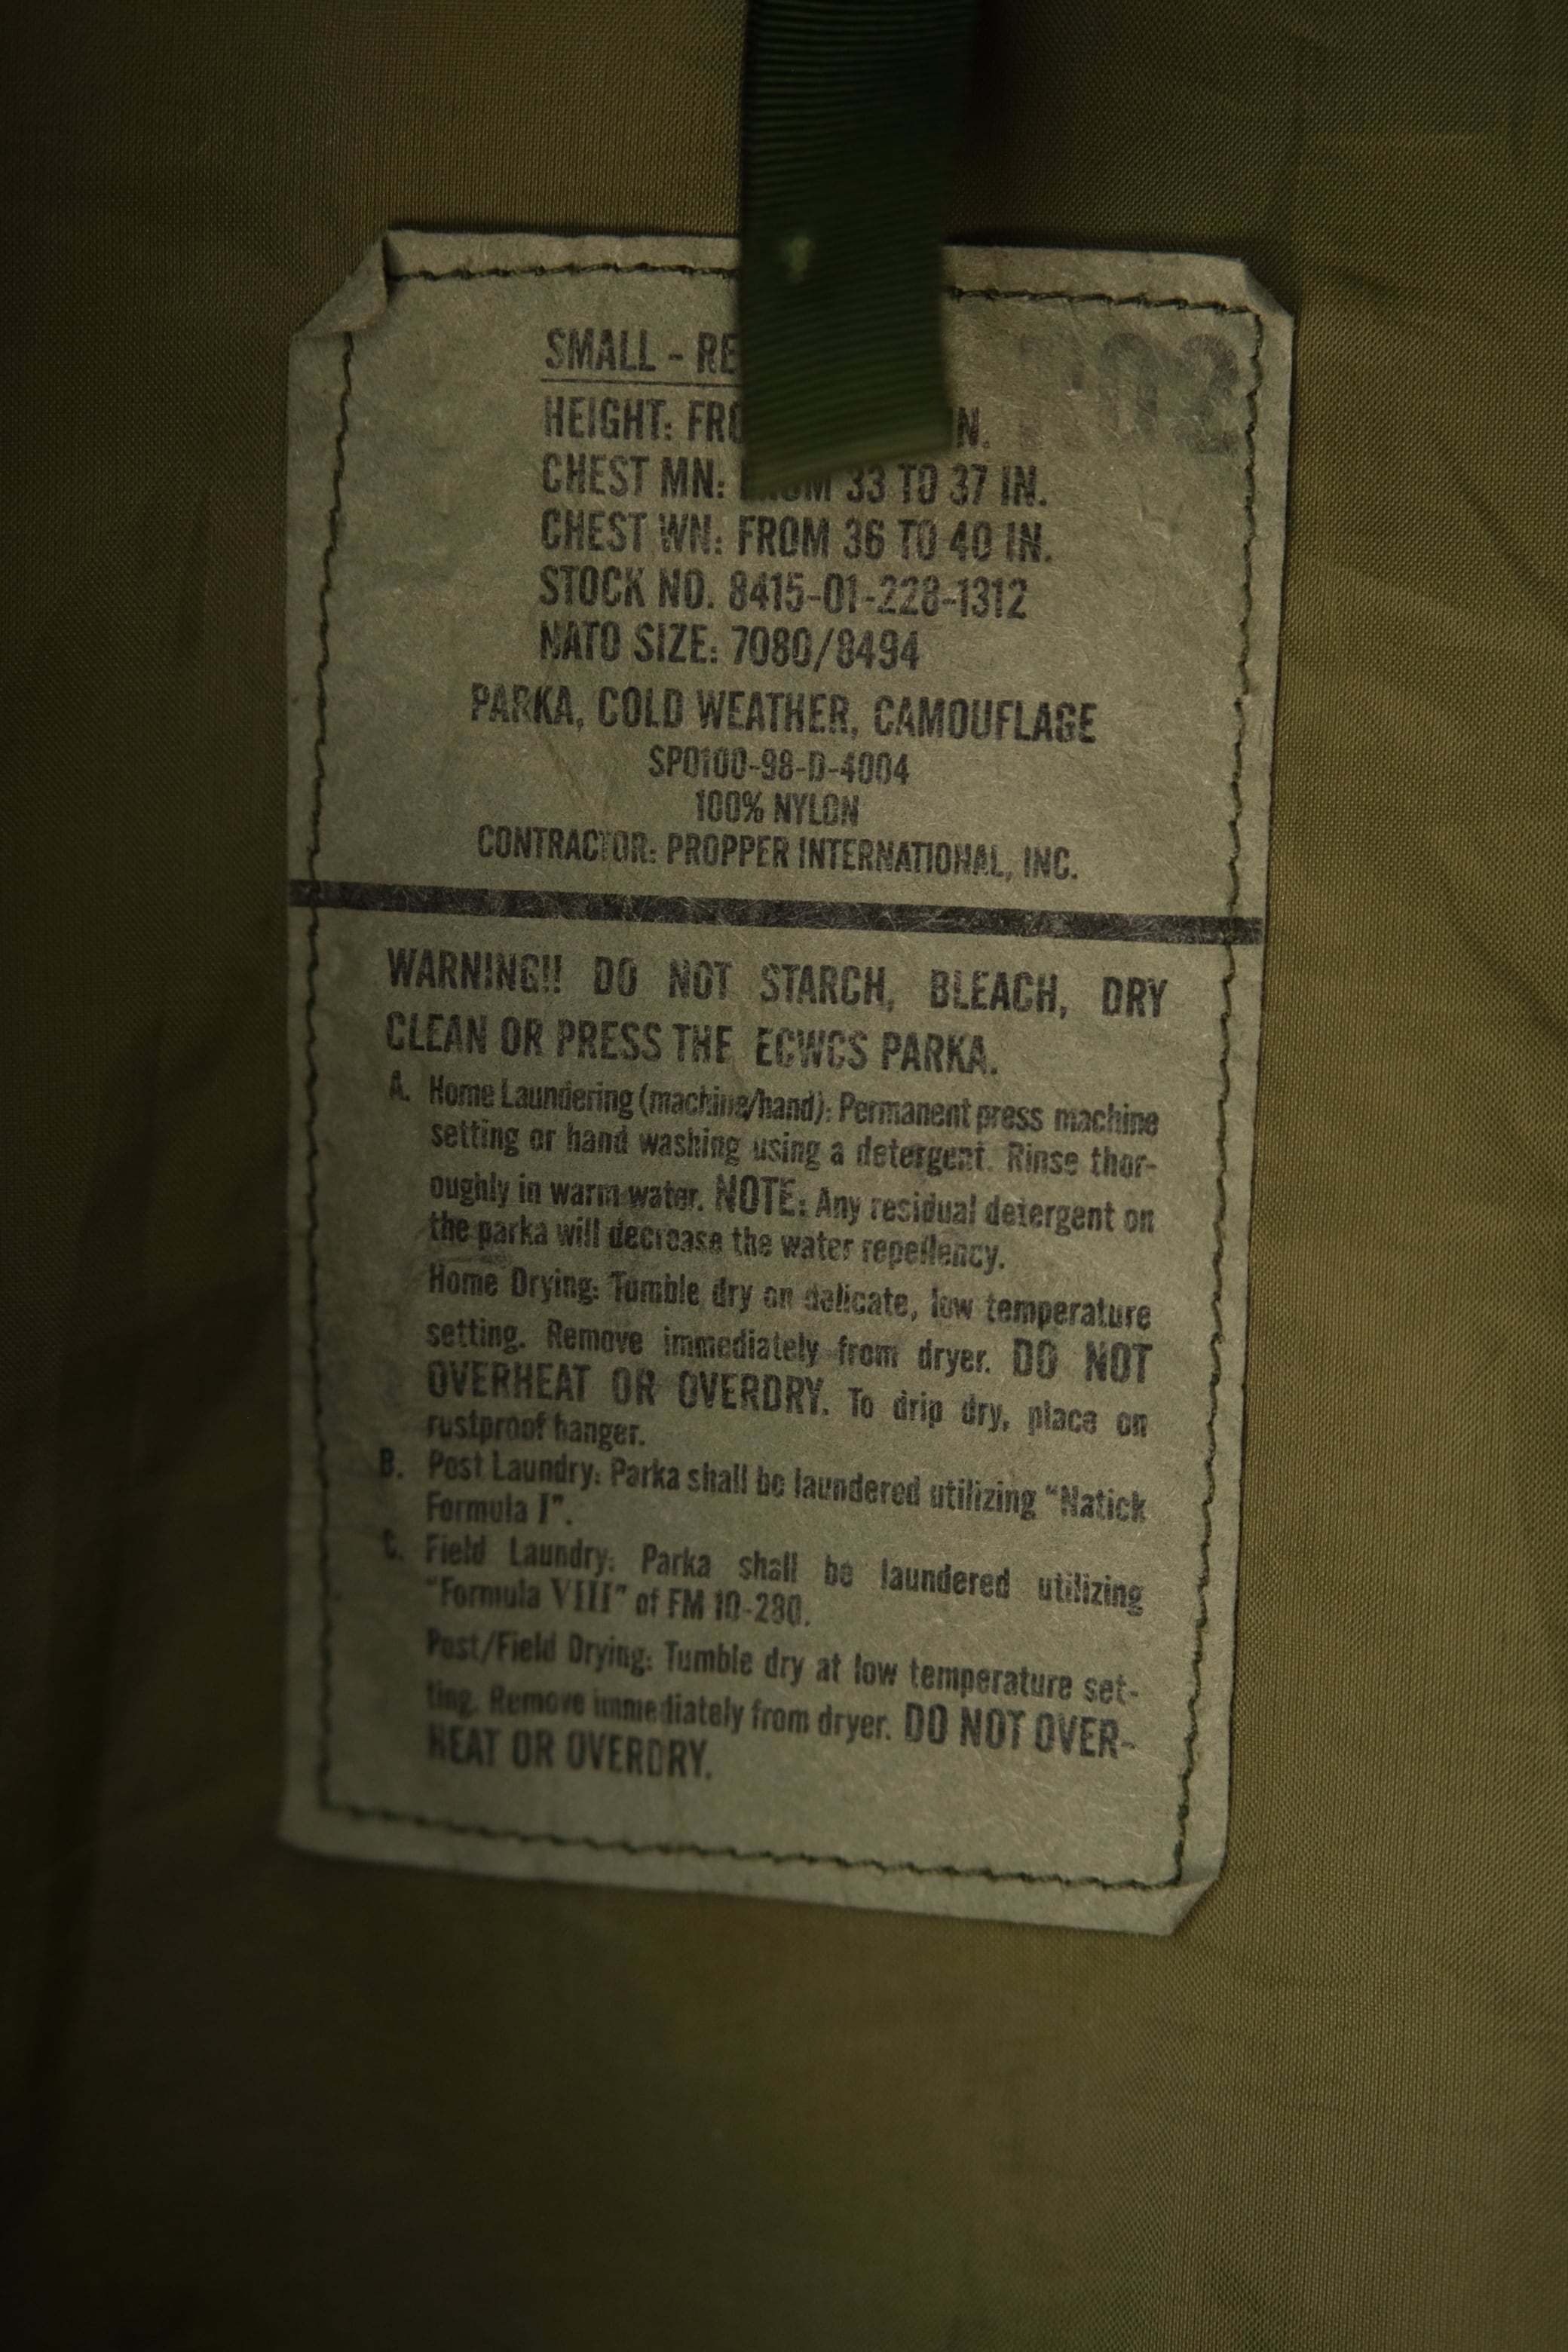 SMALL - RE
HEIGHT: FRO IN.
CHEST MN: FROM 33 TO 37 IN.
CHEST WN: FROM 36 TO 40 IN.
STOCK NO. 8415-01-228-1312
NATO SIZE: 7080/8494
PARKA, COLD WEATHER, CAMOUFLAGE
SPO100-98-D-4004
100% NYLON
CONTRACTOR: PROPPER INTERNATIONAL, INC.
WARNING!! DO NOT STARCH, BLEACH, DRY
CLEAN OR PRESS THE ECWCS PARKA.
A. Home Laundering (machine/hand): Permanent press machine
setting or hand washing using a detergent. Rinse thor-
oughly in warm water. NOTE: Any residual detergent on
the parka will decrease the water repellency.
Home Drying: Tumble dry on delicate, low temperature
setting. Remove immediately from dryer. DO NOT
OVERHEAT OR OVERDRY. To drip dry, place on
rustproof hanger.
B. Post Laundry: Parka shall be laundered utilizing "Natick
Formula I".
C. Field Laundry: Parka shall be laundered utilizing
"Formula VIII" of FM 10-280.
Post/Field Drying: Tumble dry at low temperature set-
ting. Remove immediately from dryer. DO NOT OVER-
HEAT OR OVERDRY.